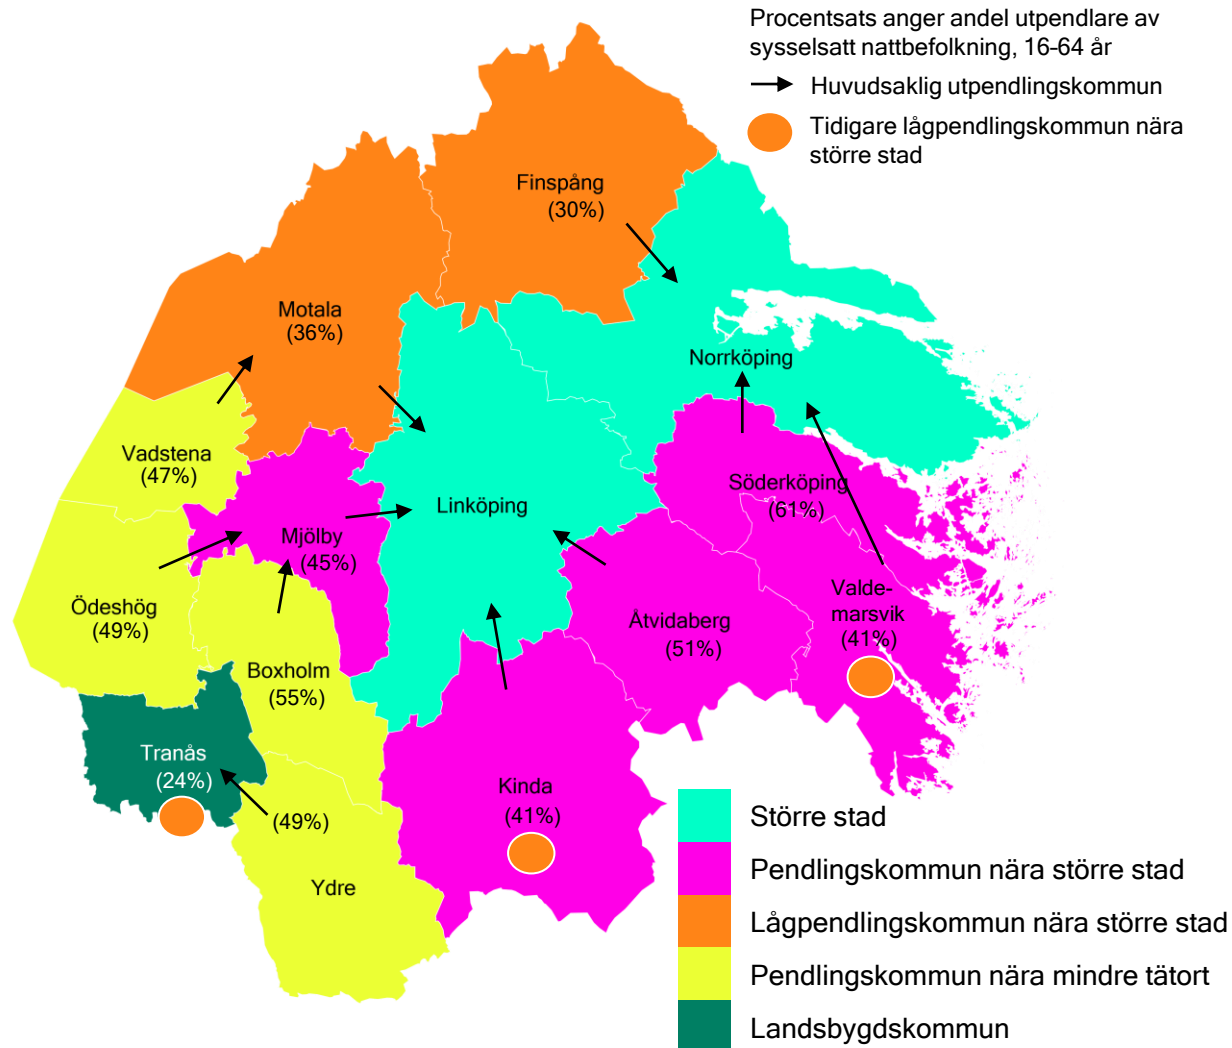 Procentsats anger andel utpendlare av
sysselsatt nattbefolkning, 16-64 år
Huvudsaklig utpendlingskommun
Tidigare lågpendlingskommun nära
större stad
Finspång
(30%)
Motala
(36%)
Norrköping
Vadstena
(47%)
Söderköping
(61%)
Linköping
Mjölby
(45%)
Valde-
marsvik
(41%)
Ödeshög
(49%)
Åtvidaberg
(51%)
Boxholm
(55%)
Tranås
(24%)
Kinda
(41%)
(49%)
Ydre
Större stad
Pendlingskommun nära större stad
Lågpendlingskommun nära större stad
Pendlingskommun nära mindre tätort
Landsbygdskommun